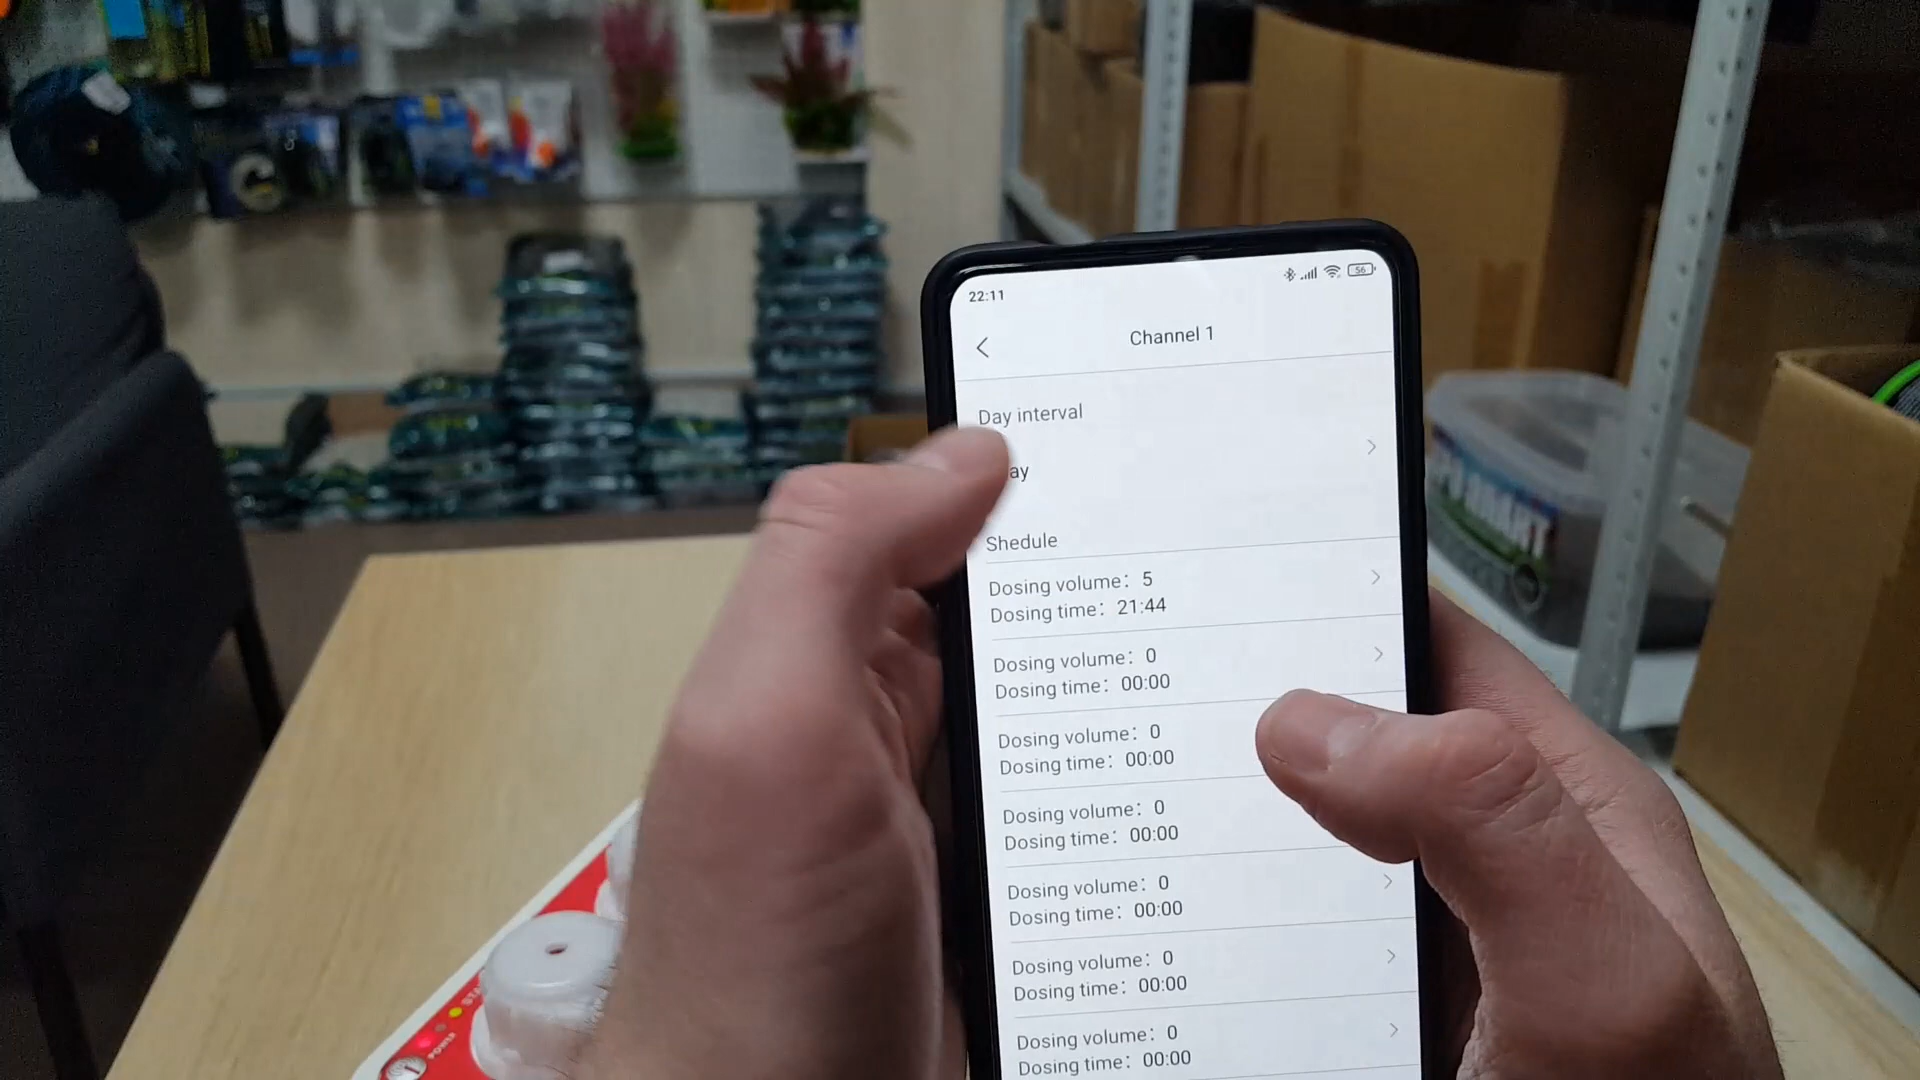 22:11
56
Channel 1
Day interval
ay
Shedule
Dosing volume: 5
Dosing time: 21:44
Dosing volume: 0
Dosing time: 00:00
Dosing volume: 0
Dosing time: 00:00
Dosing volume: 0
Dosing time: 00:00
Dosing volume: 0
Dosing time: 00:00
Dosing volume: 0
Dosing time: 00:00
Dosing volume: 0
Dosing time: 00:00
POWER